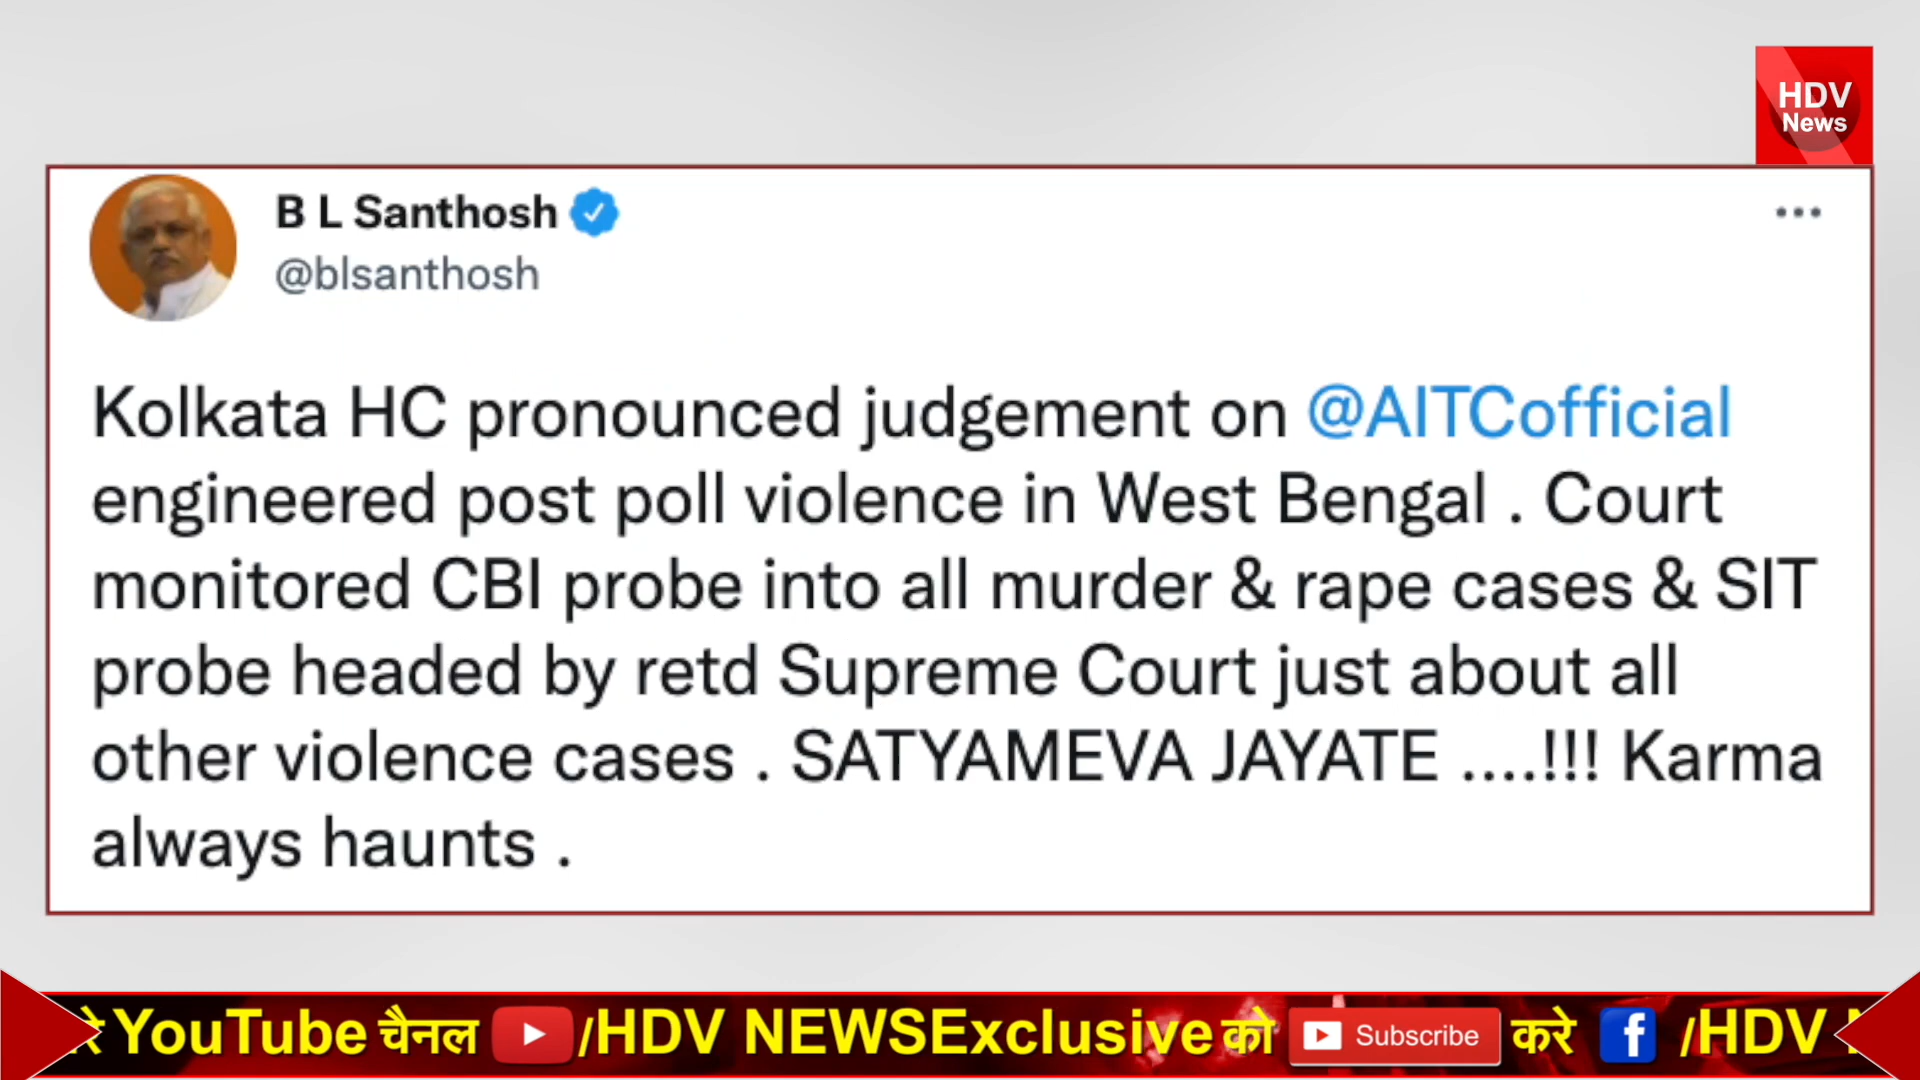 HDV
News
B L Santhosh
@blsanthosh
Kolkata HC pronounced judgement on @AITCofficial
engineered post poll violence in West Bengal . Court
monitored CBI probe into all murder & rape cases & SIT
probe headed by retd Supreme Court just about all
other violence cases . SATYAMEVA JAYATE ....!!! Karma
always haunts .
YouTube चैनल /HDV NEWSExclusive को Subscribe करे /HDV